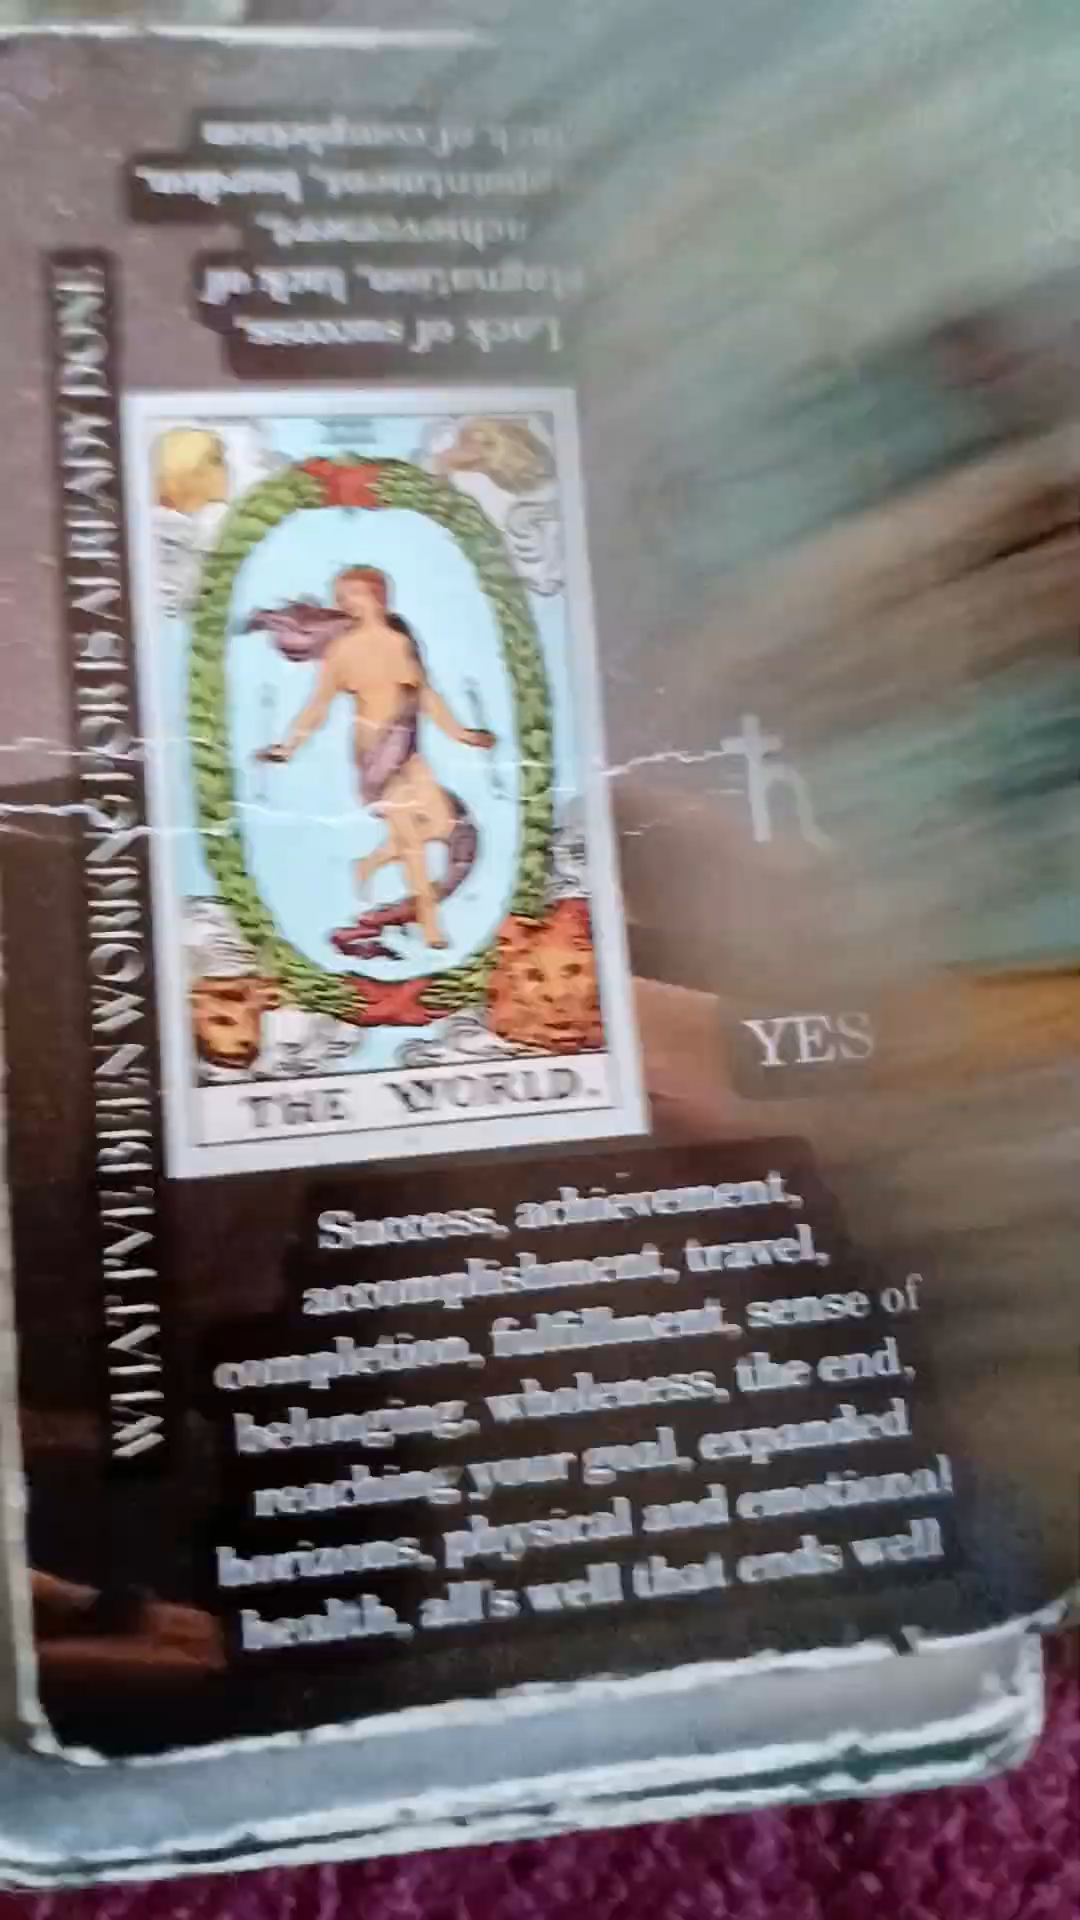 Lack of success,
stagnation, lack of
achievement,
burden,
lack of completion
WHAT I'VE BEEN WORKING FOR IS ALREADY DONE
THE WORLD.
♄
YES
Success, achievement,
accomplishment, travel,
completion, fulfillment, sense of
belonging, wholeness, the end,
reaching your goal, expanded
horizons, physical and emotional
health, all's well that ends well